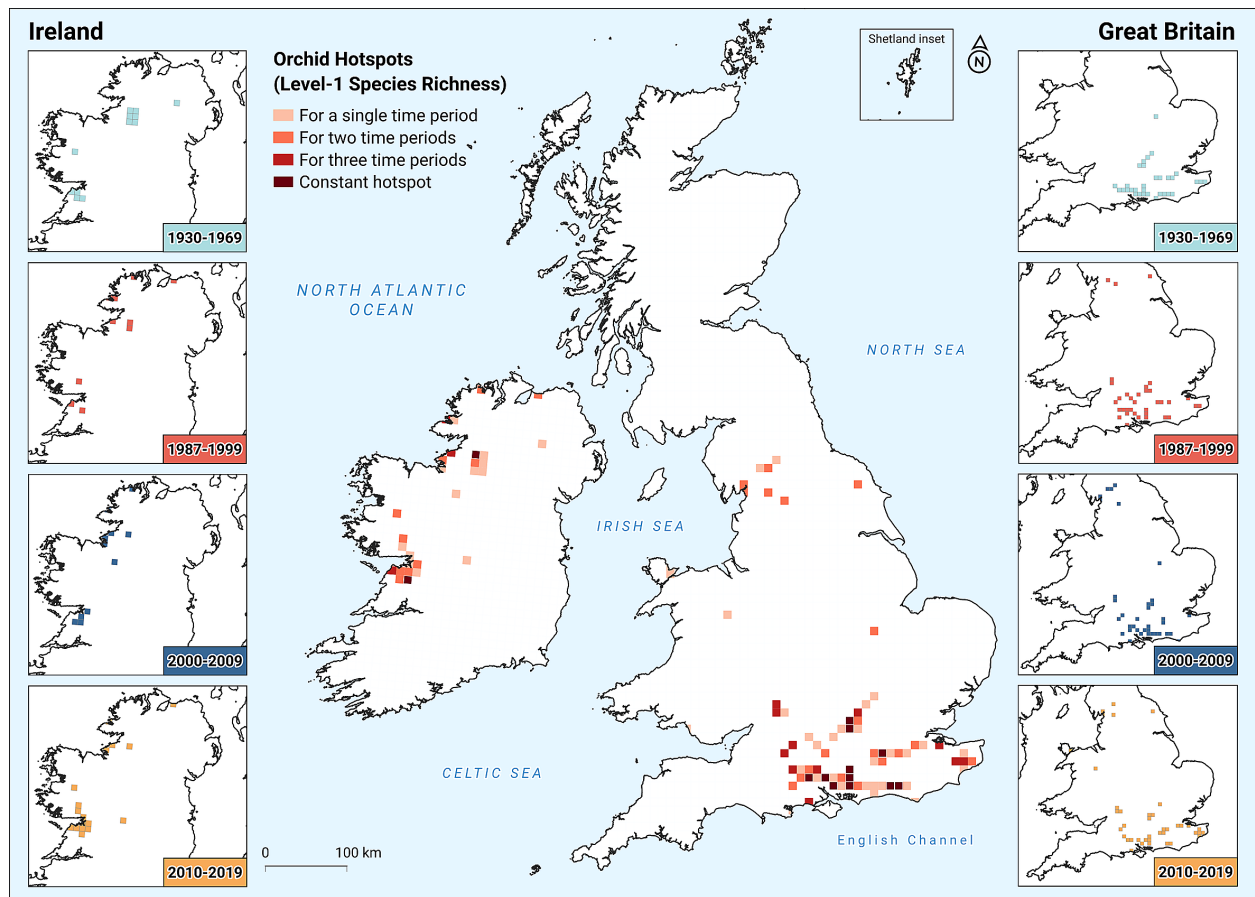 Ireland
Great Britain
Orchid Hotspots
(Level-1 Species Richness)
For a single time period
For two time periods
For three time periods
Constant hotspot
Shetland inset
N
1930-1969
1987-1999
2000-2009
2010-2019
NORTH ATLANTIC
OCEAN
NORTH SEA
IRISH SEA
CELTIC SEA
English Channel
0 100 km
1930-1969
1987-1999
2000-2009
2010-2019